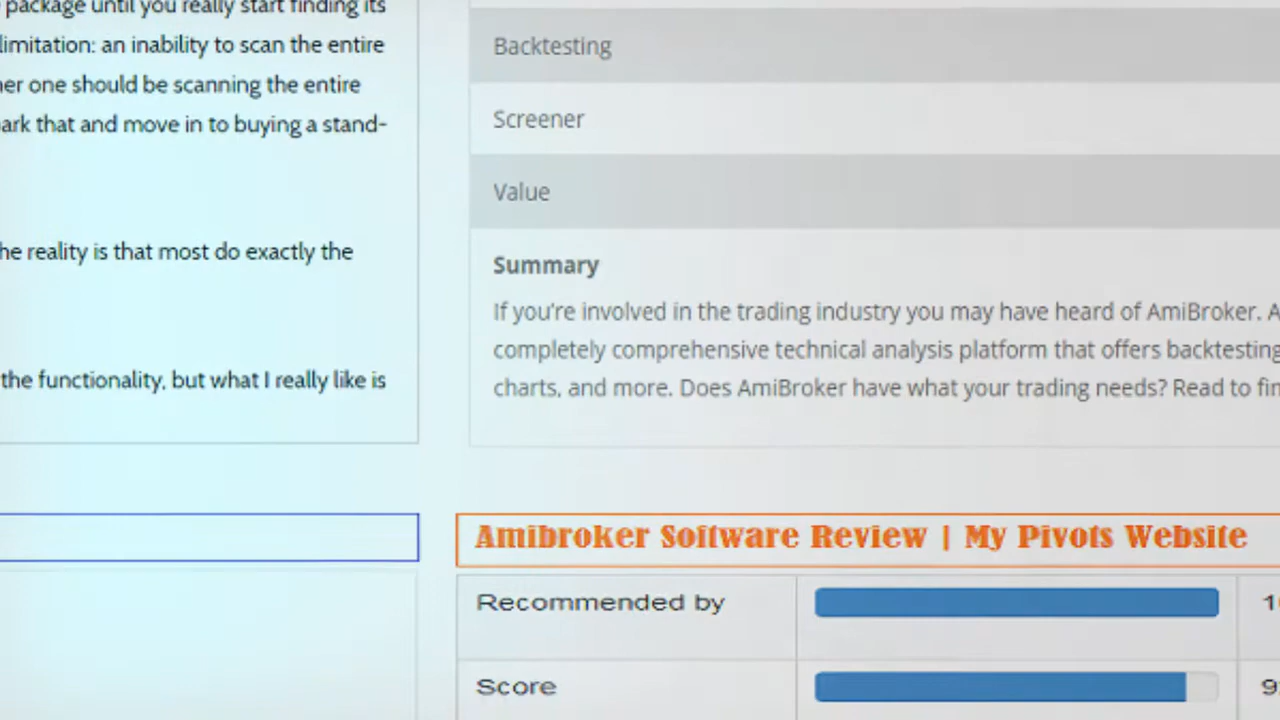 package until you really start finding its
limitation: an inability to scan the entire
one should be scanning the entire
that and move in to buying a stand-
reality is that most do exactly the
the functionality, but what I really like is
Backtesting
Screener
Value
Summary
If you're involved in the trading industry you may have heard of AmiBroker.
completely comprehensive technical analysis platform that offers backtesting
charts, and more. Does AmiBroker have what your trading needs? Read to
Amibroker Software Review | My Pivots Website
Recommended by
Score